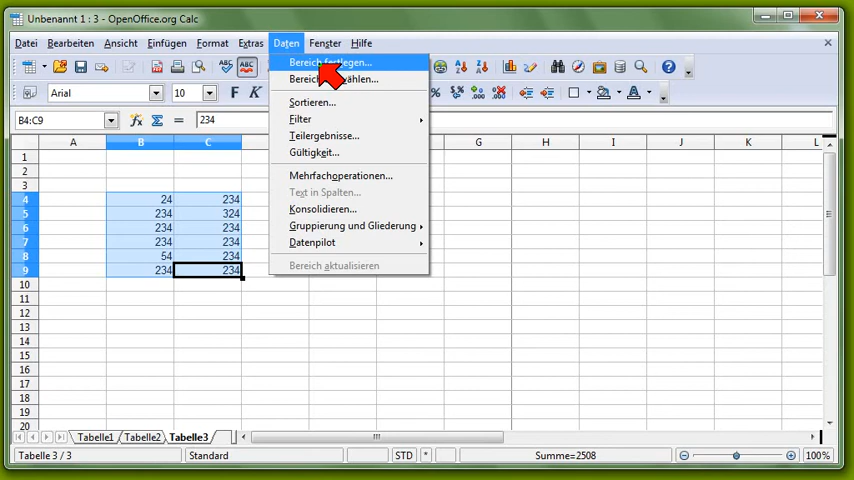 Unbenannt 1 : 3 - OpenOffice.org Calc
Datei Bearbeiten Ansicht Einfügen Format Extras Daten Fenster Hilfe
Bereich festlegen...
Arial 10 F K %
Sortieren...
Filter
Teilergebnisse...
Gültigkeit...
Mehrfachoperationen...
Text in Spalten...
Konsolidieren...
Gruppierung und Gliederung
Datenpilot
Bereich aktualisieren
B4:C9 234
A B C G H I J K L
1
2
3
4 24 234
5 234 324
6 234 234
7 234 234
8 54 234
9 234 234
10
11
12
13
14
15
16
17
18
19
20
Tabelle1 Tabelle2 Tabelle3
Tabelle 3 / 3 Standard STD * Summe=2508 100%